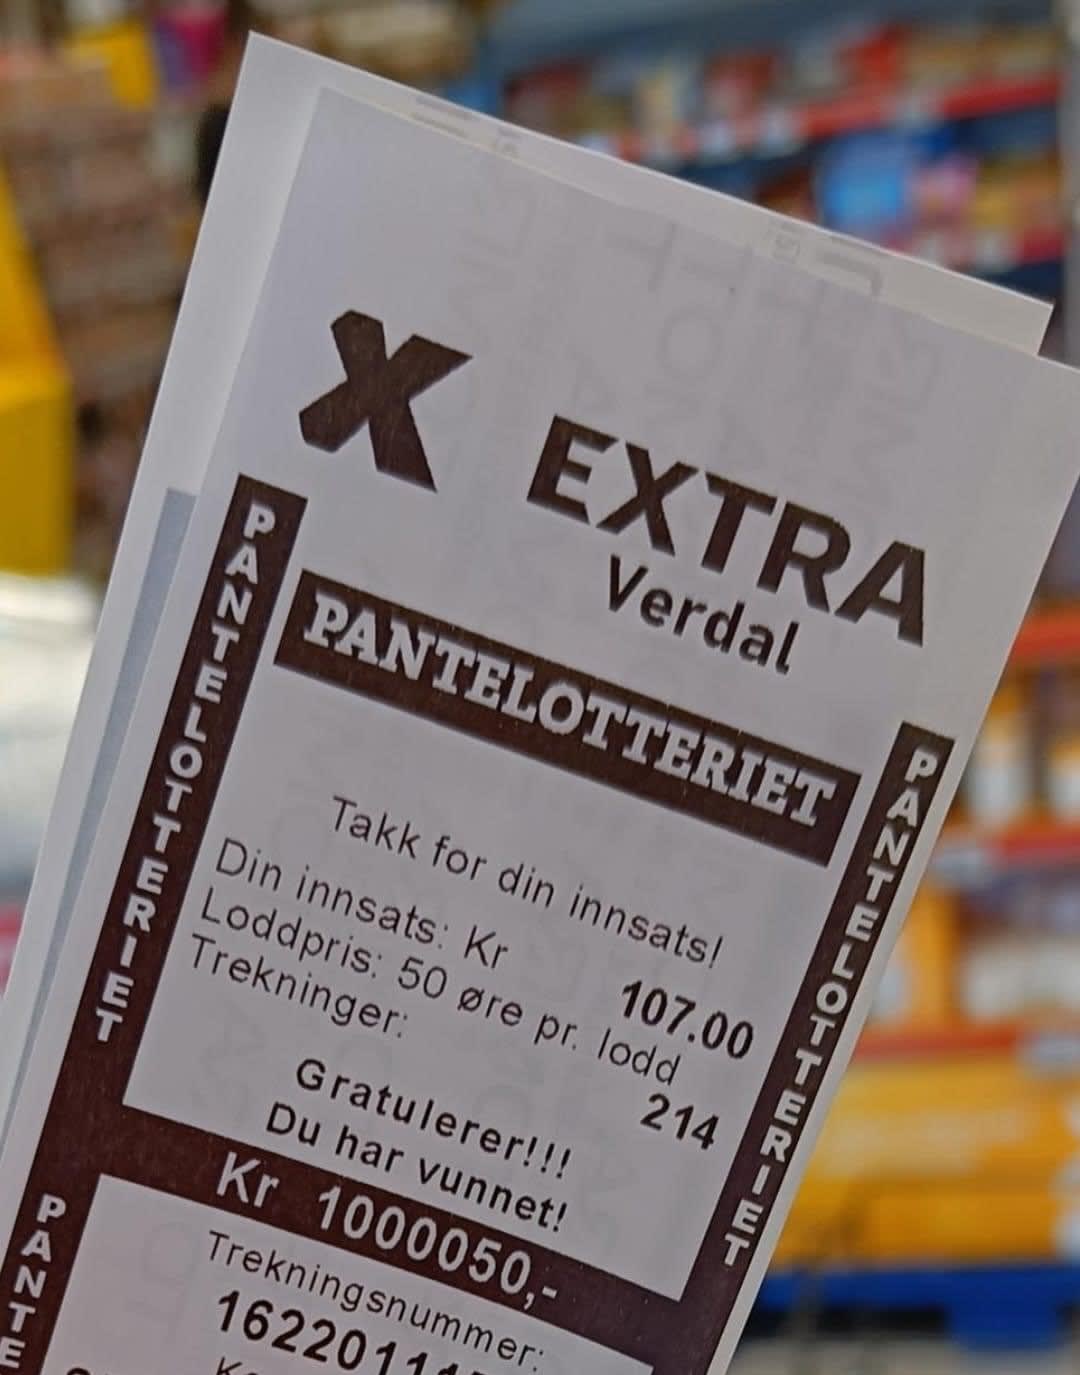 X EXTRA
Verdal
PANTELOTTERIET
PANTELOTTERIET
PANTELOTTERIET
Takk for din innsats!
Din innsats: Kr 107.00
Loddpris: 50 øre pr. lodd
Trekninger: 214
Gratulerer!!!
Du har vunnet!
Kr 1000050,-
Trekningsnummer:
PANTE